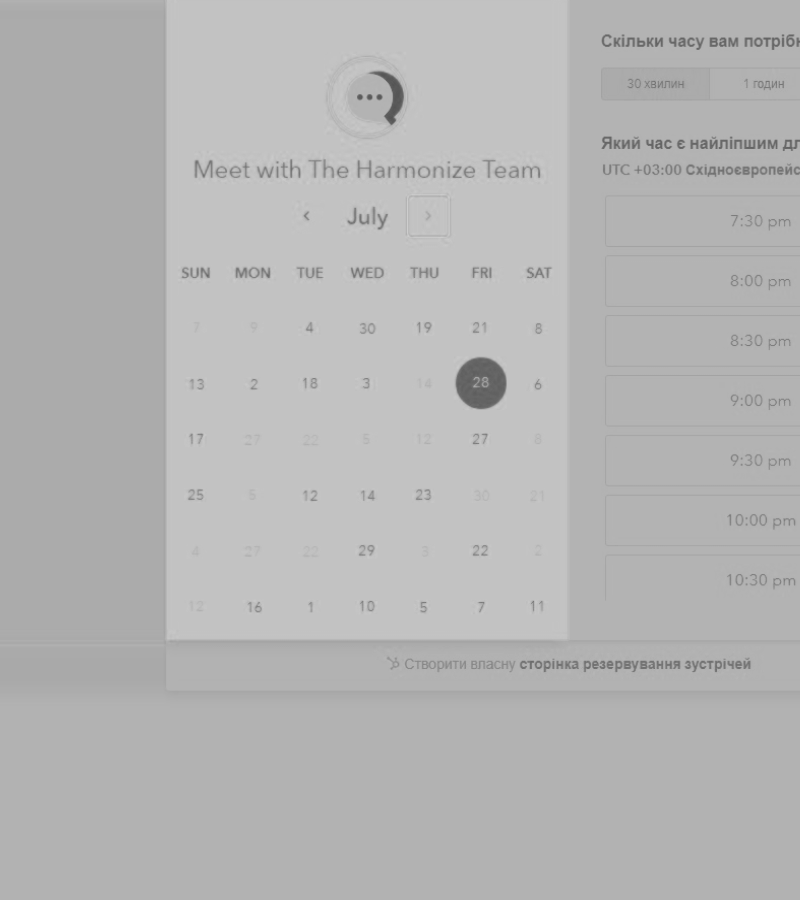 Meet with The Harmonize Team
July
SUN MON TUE WED THU FRI SAT
7 9 4 30 19 21 8
13 2 18 3 14 28 6
17 27 22 5 12 27 8
25 5 12 14 23 30 21
4 27 22 29 3 22 2
12 16 1 10 5 7 11
Скільки часу вам потріб
30 хвилин 1 годин
Який час є найліпшим дл
UTC +03:00 Східноєвропейс
7:30 pm
8:00 pm
8:30 pm
9:00 pm
9:30 pm
10:00 pm
10:30 pm
Створити власну сторінка резервування зустрічей